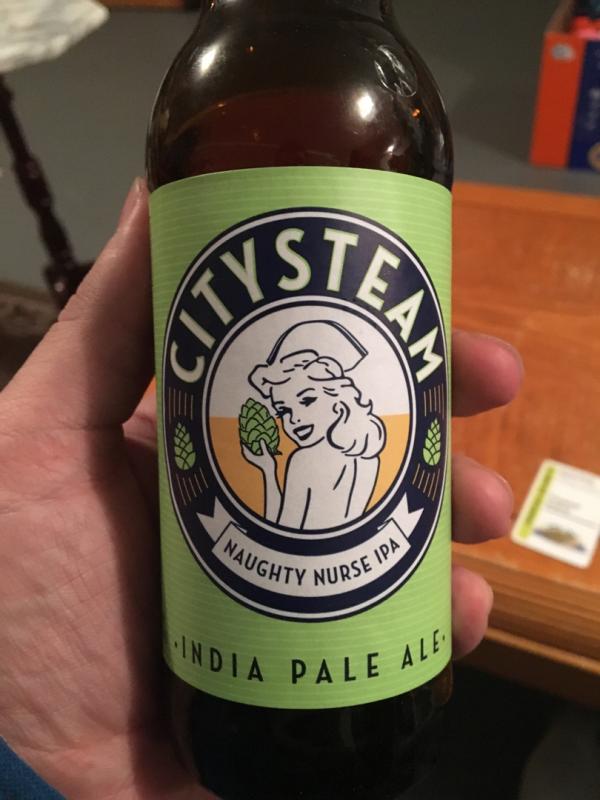 CITYSTEAM
NAUGHTY NURSE IPA
·INDIA PALE ALE·